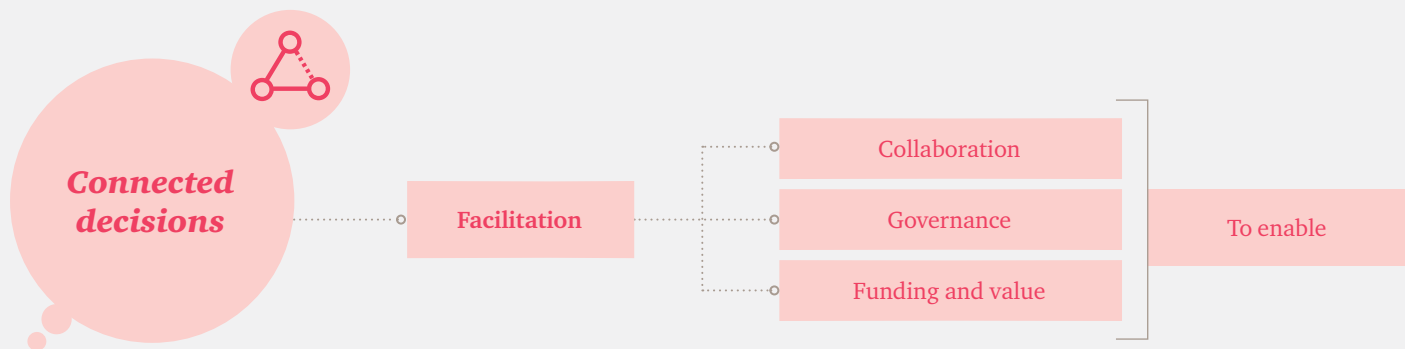 Connected
decisions
Facilitation
Collaboration
Governance
Funding and value
To enable